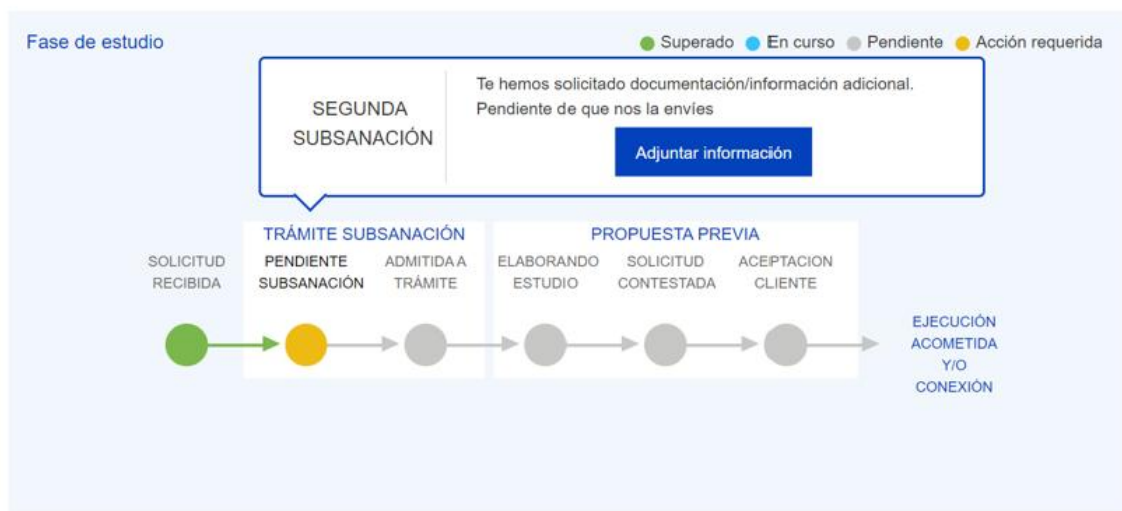 Fase de estudio
Superado En curso Pendiente Acción requerida
SEGUNDA
SUBSANACIÓN
Te hemos solicitado documentación/información adicional.
Pendiente de que nos la envíes
Adjuntar información
TRÁMITE SUBSANACIÓN
PROPUESTA PREVIA
SOLICITUD
RECIBIDA
PENDIENTE
SUBSANACIÓN
ADMITIDA A
TRÁMITE
ELABORANDO
ESTUDIO
SOLICITUD
CONTESTADA
ACEPTACION
CLIENTE
EJECUCIÓN
ACOMETIDA
Y/O
CONEXIÓN